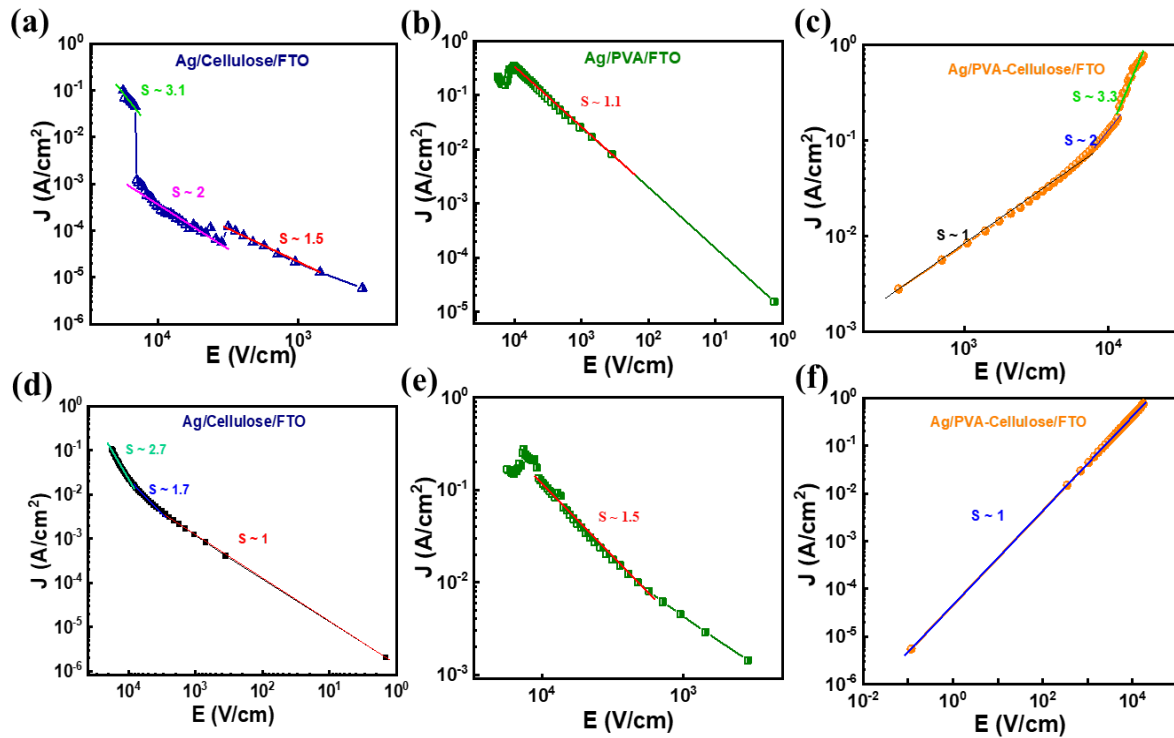 (a)
Ag/Cellulose/FTO
S ~ 3.1
S ~ 2
S ~ 1.5
10⁰
10⁻¹
10⁻²
10⁻³
10⁻⁴
10⁻⁵
10⁻⁶
J (A/cm²)
10⁴
10³
E (V/cm)
(b)
Ag/PVA/FTO
S ~ 1.1
10⁰
10⁻¹
10⁻²
10⁻³
10⁻⁴
10⁻⁵
J (A/cm²)
10⁴
10³
10²
10¹
10⁰
E (V/cm)
(c)
Ag/PVA-Cellulose/FTO
S ~ 3.3
S ~ 2
S ~ 1
10⁰
10⁻¹
10⁻²
10⁻³
J (A/cm²)
10³
10⁴
E (V/cm)
(d)
Ag/Cellulose/FTO
S ~ 2.7
S ~ 1.7
S ~ 1
10⁰
10⁻¹
10⁻²
10⁻³
10⁻⁴
10⁻⁵
10⁻⁶
J (A/cm²)
10⁴
10³
10²
10¹
10⁰
E (V/cm)
(e)
S ~ 1.5
10⁰
10⁻¹
10⁻²
10⁻³
J (A/cm²)
10⁴
10³
E (V/cm)
(f)
Ag/PVA-Cellulose/FTO
S ~ 1
10⁰
10⁻¹
10⁻²
10⁻³
10⁻⁴
10⁻⁵
10⁻⁶
J (A/cm²)
10⁻²
10⁰
10²
10⁴
E (V/cm)